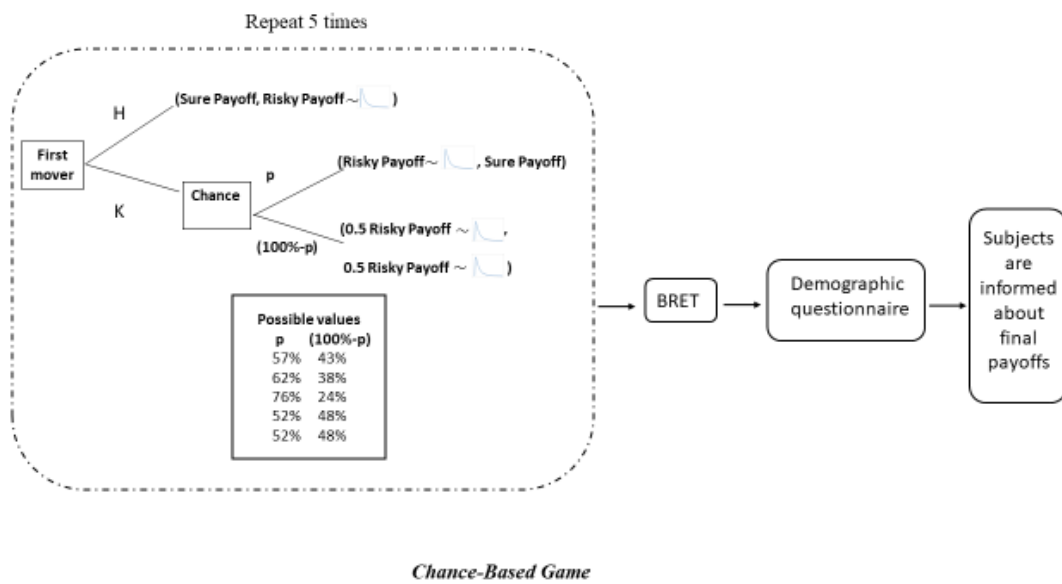 Repeat 5 times
H
(Sure Payoff, Risky Payoff ~ )
First
mover
K
Chance
p
(Risky Payoff ~ , Sure Payoff)
(100%-p)
(0.5 Risky Payoff ~ ,
0.5 Risky Payoff ~ )
Possible values
p (100%-p)
57% 43%
62% 38%
76% 24%
52% 48%
52% 48%
BRET
Demographic
questionnaire
Subjects
are
informed
about
final
payoffs
Chance-Based Game